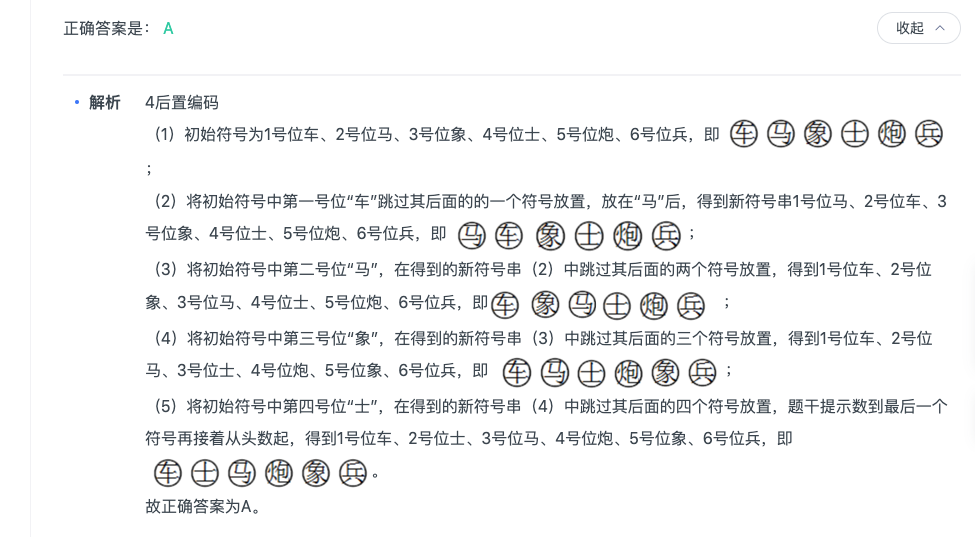 正确答案是： A
收起
解析 4后置编码
（1）初始符号为1号位车、2号位马、3号位象、4号位士、5号位炮、6号位兵，即 车 马 象 士 炮 兵
；
（2）将初始符号中第一号位“车”跳过其后面的的一个符号放置，放在“马”后，得到新符号串1号位马、2号位车、3
号位象、4号位士、5号位炮、6号位兵，即 马 车 象 士 炮 兵 ；
（3）将初始符号中第二号位“马”，在得到的新符号串（2）中跳过其后面的两个符号放置，得到1号位车、2号位
象、3号位马、4号位士、5号位炮、6号位兵，即 车 象 马 士 炮 兵 ；
（4）将初始符号中第三号位“象”，在得到的新符号串（3）中跳过其后面的三个符号放置，得到1号位车、2号位
马、3号位士、4号位炮、5号位象、6号位兵，即 车 马 士 炮 象 兵 ；
（5）将初始符号中第四号位“士”，在得到的新符号串（4）中跳过其后面的四个符号放置，题干提示数到最后一个
符号再接着从头数起，得到1号位车、2号位士、3号位马、4号位炮、5号位象、6号位兵，即
车 士 马 炮 象 兵 。
故正确答案为A。